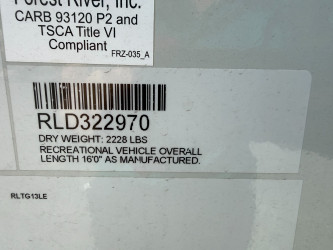 Forest River, Inc.
CARB 93120 P2 and
TSCA Title VI
Compliant
FRZ-035_A
RLD322970
DRY WEIGHT: 2228 LBS
RECREATIONAL VEHICLE OVERALL
LENGTH 16'0" AS MANUFACTURED.
RLTG13LE